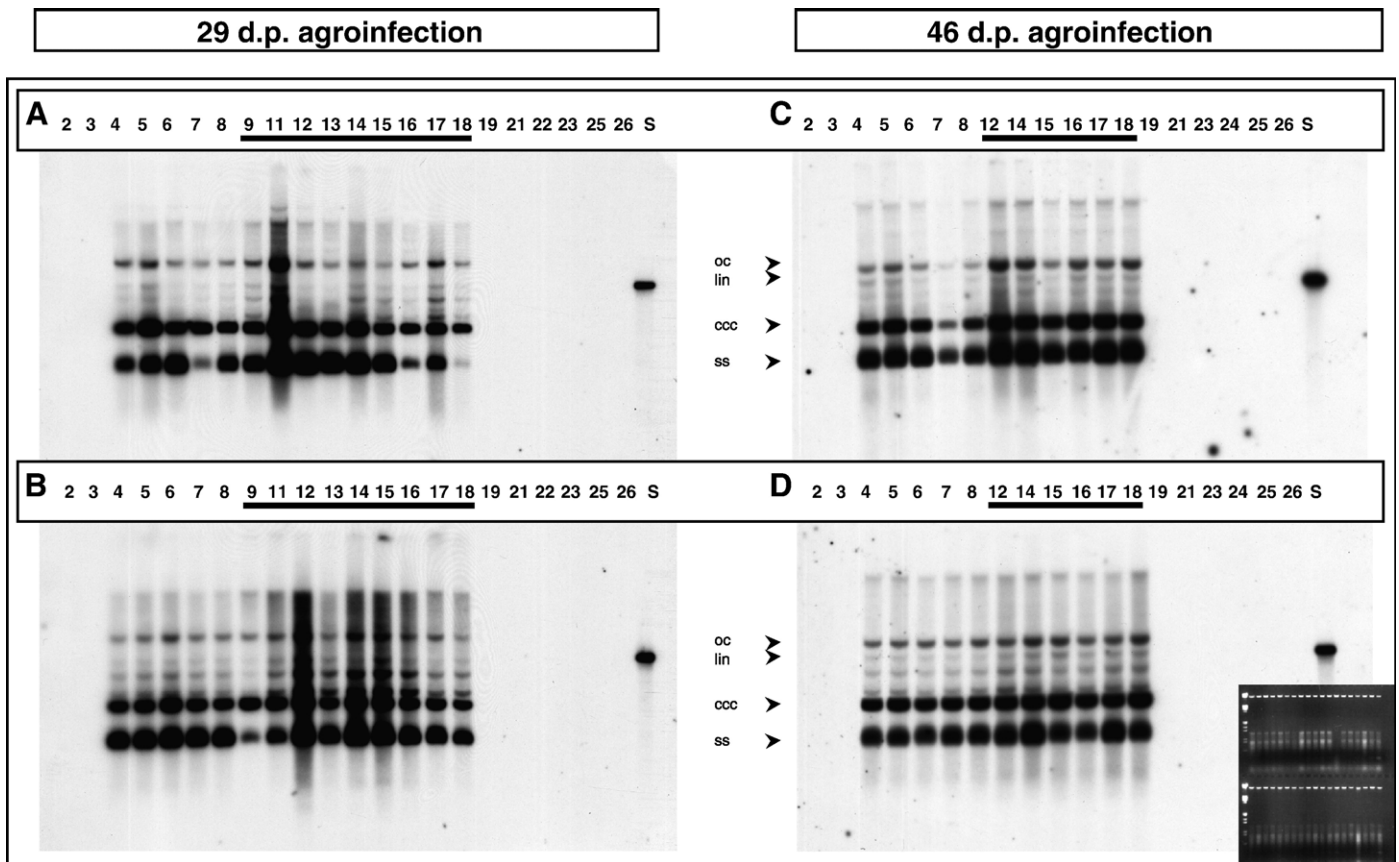 29 d.p. agroinfection
46 d.p. agroinfection
A 2 3 4 5 6 7 8 9 11 12 13 14 15 16 17 18 19 21 22 23 25 26 S
C 2 3 4 5 6 7 8 12 14 15 16 17 18 19 21 23 24 25 26 S
oc
lin
ccc
ss
B 2 3 4 5 6 7 8 9 11 12 13 14 15 16 17 18 19 21 22 23 25 26 S
D 2 3 4 5 6 7 8 12 14 15 16 17 18 19 21 23 24 25 26 S
oc
lin
ccc
ss